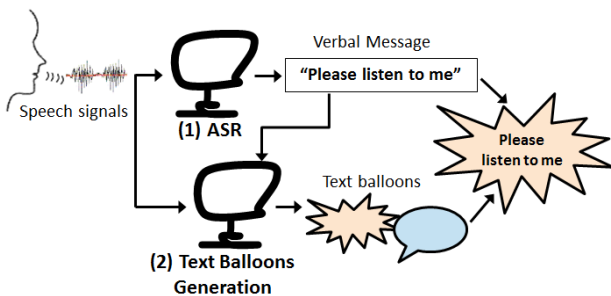 Verbal Message
“Please listen to me”
Speech signals
(1) ASR
Please
listen to me
Text balloons
(2) Text Balloons
Generation